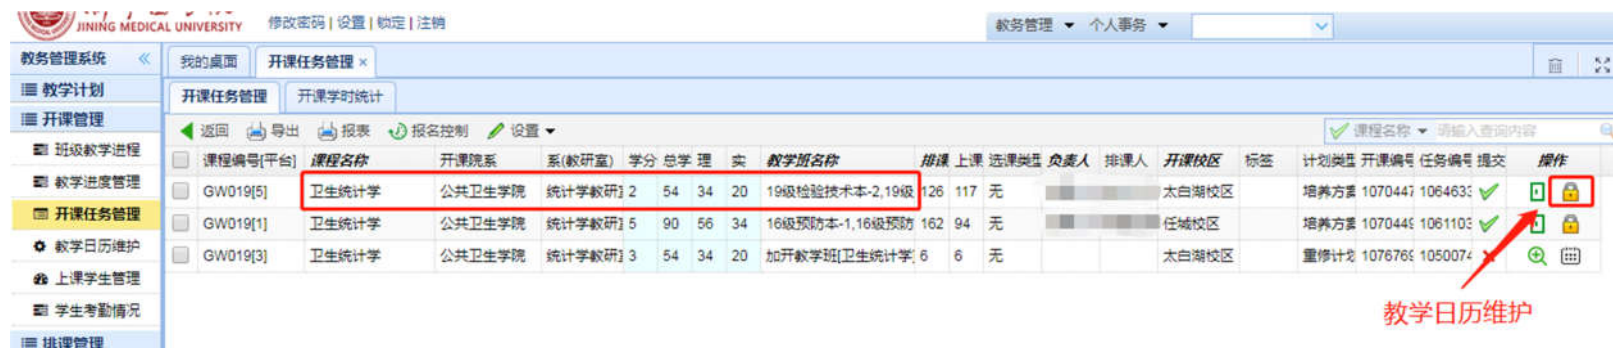 JINING MEDICAL UNIVERSITY 修改密码 | 设置 | 锁定 | 注销 教务管理 个人事务
教务管理系统 我的桌面 开课任务管理 ×
教学计划 开课任务管理 开课学时统计
开课管理 返回 导出 报表 报名控制 设置 课程名称 请输入查询内容
班级教学进程 课程编号[平台] 课程名称 开课院系 系(教研室) 学分 总学 理 实 教学班名称 排课 上课 选课类型 负责人 排课人 开课校区 标签 计划类型 开课编号 任务编号 提交 操作
教学进度管理 GW019[5] 卫生统计学 公共卫生学院 统计学教研 2 54 34 20 19级检验技术本-2,19级 126 117 无 太白湖校区 培养方案 1070447 1064633
开课任务管理 GW019[1] 卫生统计学 公共卫生学院 统计学教研 5 90 56 34 16级预防本-1,16级预防 162 94 无 任城校区 培养方案 1070449 1061103
教学日历维护 GW019[3] 卫生统计学 公共卫生学院 统计学教研 3 54 34 20 加开教学班[卫生统计学] 6 6 无 太白湖校区 重修计划 1076769 1050074
上课学生管理
学生考勤情况 教学日历维护
排课管理